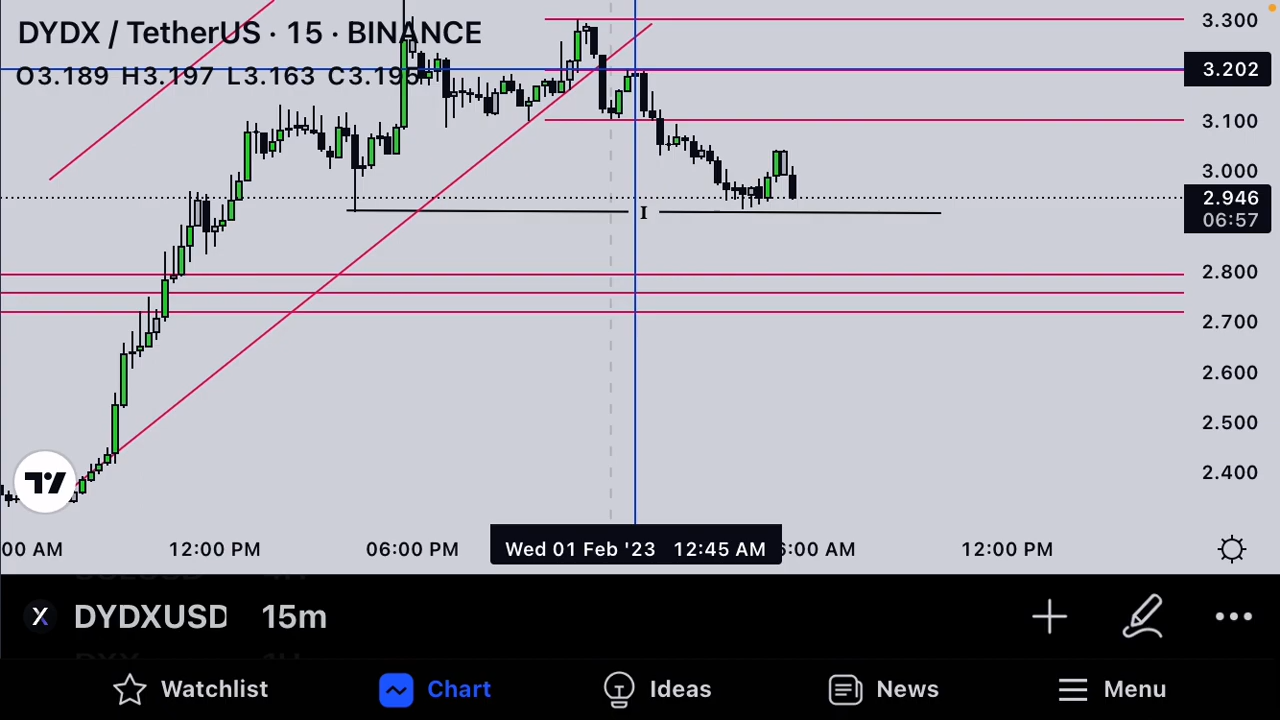 DYDX / TetherUS · 15 · BINANCE
O3.189 H3.197 L3.163 C3.195
3.300
3.202
3.100
3.000
2.946
06:57
2.800
2.700
2.600
2.500
2.400
I
00 AM 12:00 PM 06:00 PM Wed 01 Feb '23 12:45 AM 6:00 AM 12:00 PM
DYDXUSD 15m
Watchlist Chart Ideas News Menu